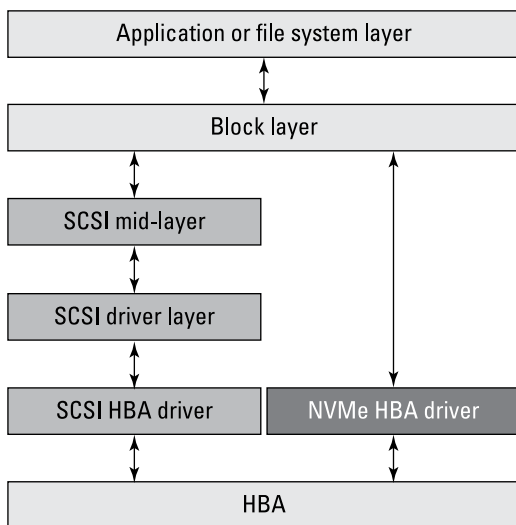 Application or file system layer
Block layer
SCSI mid-layer
SCSI driver layer
SCSI HBA driver
NVMe HBA driver
HBA